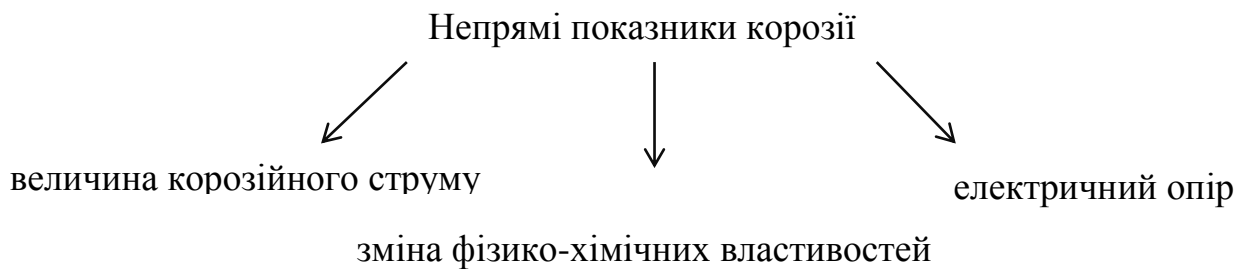 Непрямі показники корозії
величина корозійного струму
електричний опір
зміна фізико-хімічних властивостей